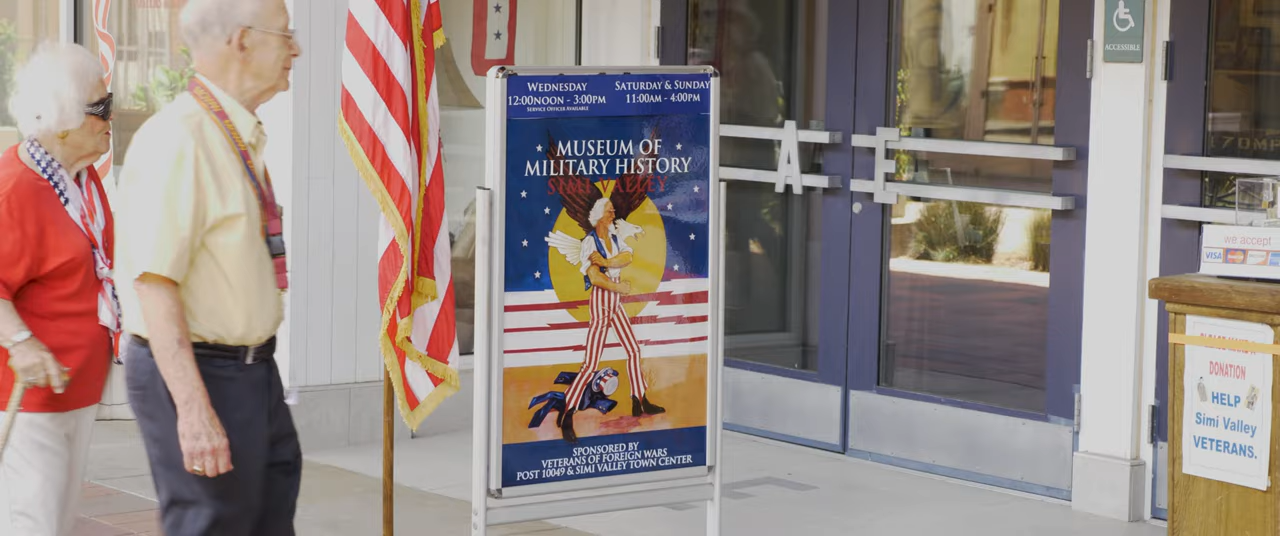 WEDNESDAY
12:00NOON - 3:00PM
SERVICE OFFICER AVAILABLE
SATURDAY & SUNDAY
11:00AM - 4:00PM
MUSEUM OF
MILITARY HISTORY
SIMI VALLEY
SPONSORED BY
VETERANS OF FOREIGN WARS
POST 10049 & SIMI VALLEY TOWN CENTER
A E
ACCESSIBLE
we accept
VISA
DONATION
HELP
Simi Valley
VETERANS.